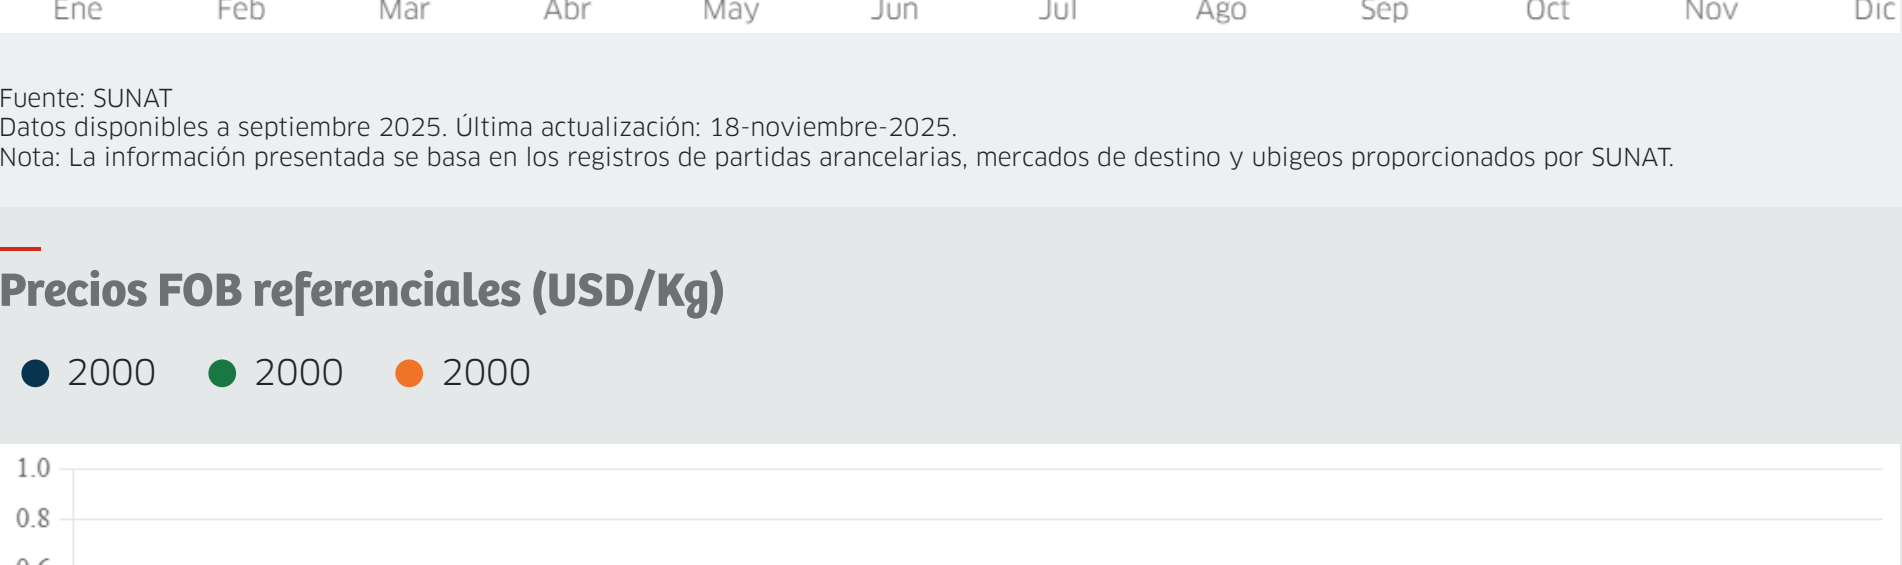 Ene Feb Mar Abr May Jun Jul Ago Sep Oct Nov Dic
Fuente: SUNAT
Datos disponibles a septiembre 2025. Última actualización: 18-noviembre-2025.
Nota: La información presentada se basa en los registros de partidas arancelarias, mercados de destino y ubigeos proporcionados por SUNAT.
Precios FOB referenciales (USD/Kg)
2000 2000 2000
1.0
0.8